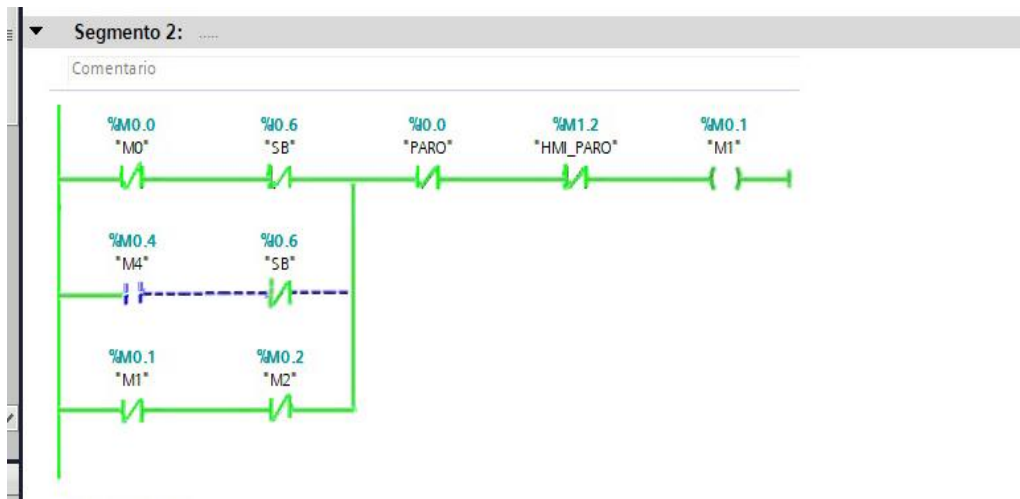 Segmento 2: .....
Comentario
%M0.0 %I0.6 %I0.0 %M1.2 %M0.1
"M0" "SB" "PARO" "HMI_PARO" "M1"
%M0.4 %I0.6
"M4" "SB"
%M0.1 %M0.2
"M1" "M2"